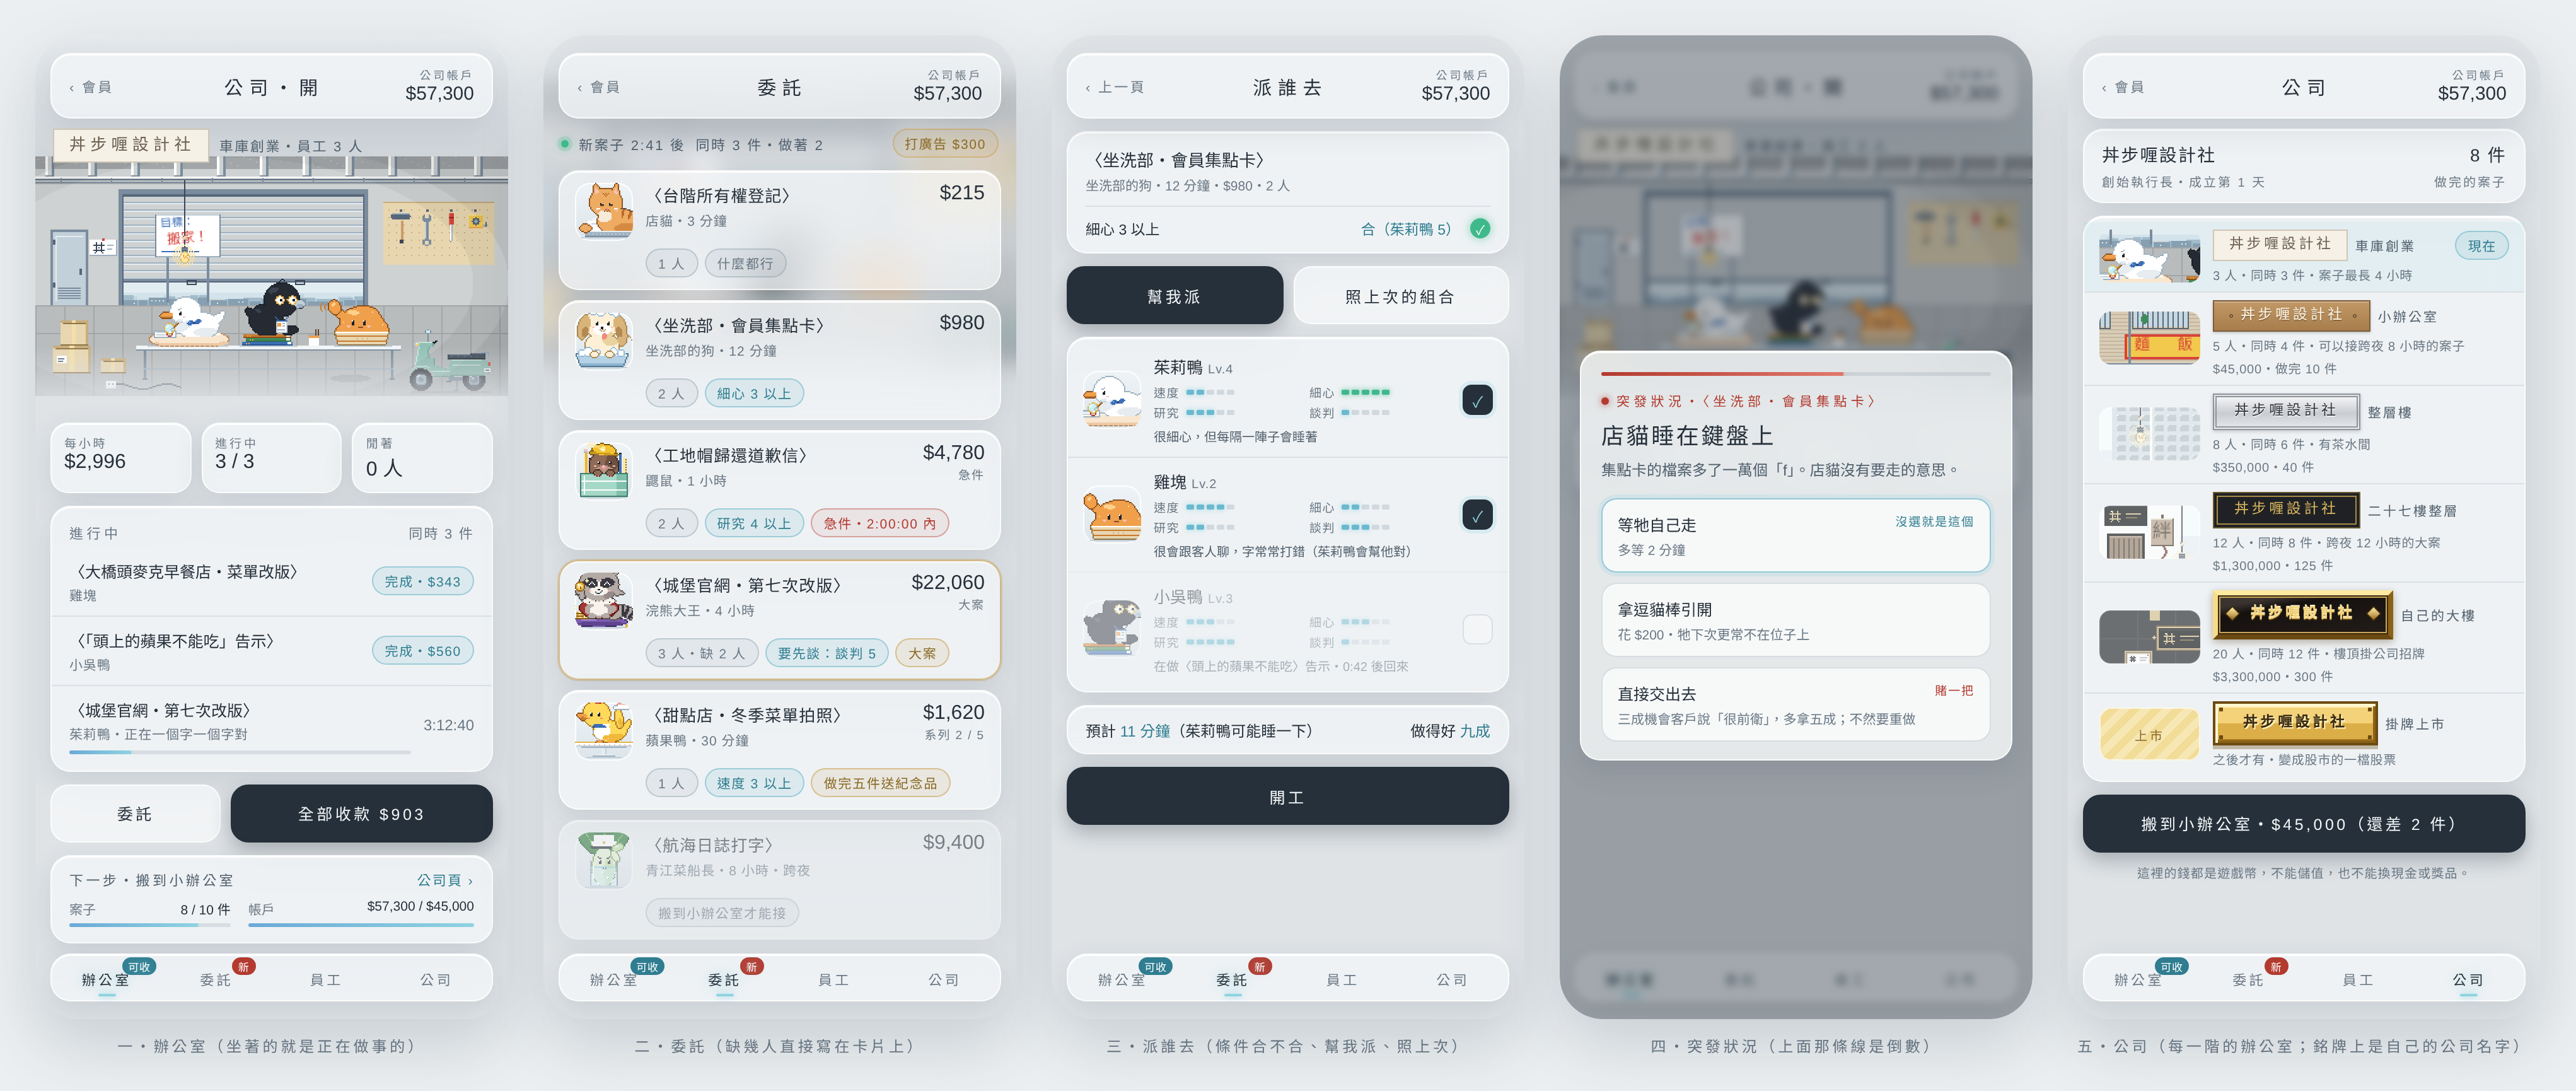 ‹ 會員
公司・開
公司帳戶
$57,300
丼步喱設計社
車庫創業・員工 3 人
目標：
搬家！
每小時
$2,996
進行中
3 / 3
閒著
0 人
進行中
同時 3 件
〈大橋頭麥克早餐店・菜單改版〉
雞塊
完成・$343
〈「頭上的蘋果不能吃」告示〉
小吳鴨
完成・$560
〈城堡官網・第七次改版〉
茱莉鴨・正在一個字一個字對
3:12:40
委託
全部收款 $903
下一步・搬到小辦公室
公司頁 ›
案子
8 / 10 件
帳戶
$57,300 / $45,000
辦公室
可收
委託
新
員工
公司
一・辦公室（坐著的就是正在做事的）
‹ 會員
委託
公司帳戶
$57,300
新案子 2:41 後
同時 3 件・做著 2
打廣告 $300
〈台階所有權登記〉
$215
店貓・3 分鐘
1 人
什麼都行
〈坐洗部・會員集點卡〉
$980
坐洗部的狗・12 分鐘
2 人
細心 3 以上
〈工地帽歸還道歉信〉
$4,780
鼴鼠・1 小時
急件
2 人
研究 4 以上
急件・2:00:00 內
〈城堡官網・第七次改版〉
$22,060
浣熊大王・4 小時
大案
3 人・缺 2 人
要先談：談判 5
大案
〈甜點店・冬季菜單拍照〉
$1,620
蘋果鴨・30 分鐘
系列 2 / 5
1 人
速度 3 以上
做完五件送紀念品
〈航海日誌打字〉
$9,400
青江菜船長・8 小時・跨夜
搬到小辦公室才能接
辦公室
可收
委託
新
員工
公司
二・委託（缺幾人直接寫在卡片上）
‹ 上一頁
派誰去
公司帳戶
$57,300
〈坐洗部・會員集點卡〉
坐洗部的狗・12 分鐘・$980・2 人
細心 3 以上
合（茱莉鴨 5）
幫我派
照上次的組合
茱莉鴨 Lv.4
速度
細心
研究
談判
很細心，但每隔一陣子會睡著
雞塊 Lv.2
速度
細心
研究
談判
很會跟客人聊，字常常打錯（茱莉鴨會幫他對）
小吳鴨 Lv.3
速度
細心
研究
談判
在做〈頭上的蘋果不能吃〉告示・0:42 後回來
預計 11 分鐘（茱莉鴨可能睡一下）
做得好 九成
開工
辦公室
可收
委託
新
員工
公司
三・派誰去（條件合不合、幫我派、照上次）
突發狀況・〈坐洗部・會員集點卡〉
店貓睡在鍵盤上
集點卡的檔案多了一萬個「f」。店貓沒有要走的意思。
等牠自己走
沒選就是這個
多等 2 分鐘
拿逗貓棒引開
花 $200・牠下次更常不在位子上
直接交出去
賭一把
三成機會客戶說「很前衛」，多拿五成；不然要重做
四・突發狀況（上面那條線是倒數）
‹ 會員
公司
公司帳戶
$57,300
丼步喱設計社
8 件
創始執行長・成立第 1 天
做完的案子
丼步喱設計社
車庫創業
現在
3 人・同時 3 件・案子最長 4 小時
麵 飯
丼步喱設計社
小辦公室
5 人・同時 4 件・可以接跨夜 8 小時的案子
$45,000・做完 10 件
丼步喱設計社
整層樓
8 人・同時 6 件・有茶水間
$350,000・40 件
丼步喱設計社
二十七樓整層
12 人・同時 8 件・跨夜 12 小時的大案
$1,300,000・125 件
丼步喱設計社
自己的大樓
20 人・同時 12 件・樓頂掛公司招牌
$3,300,000・300 件
上市
丼步喱設計社
掛牌上市
之後才有・變成股市的一檔股票
搬到小辦公室・$45,000（還差 2 件）
這裡的錢都是遊戲幣，不能儲值，也不能換現金或獎品。
辦公室
可收
委託
新
員工
公司
五・公司（每一階的辦公室；銘牌上是自己的公司名字）